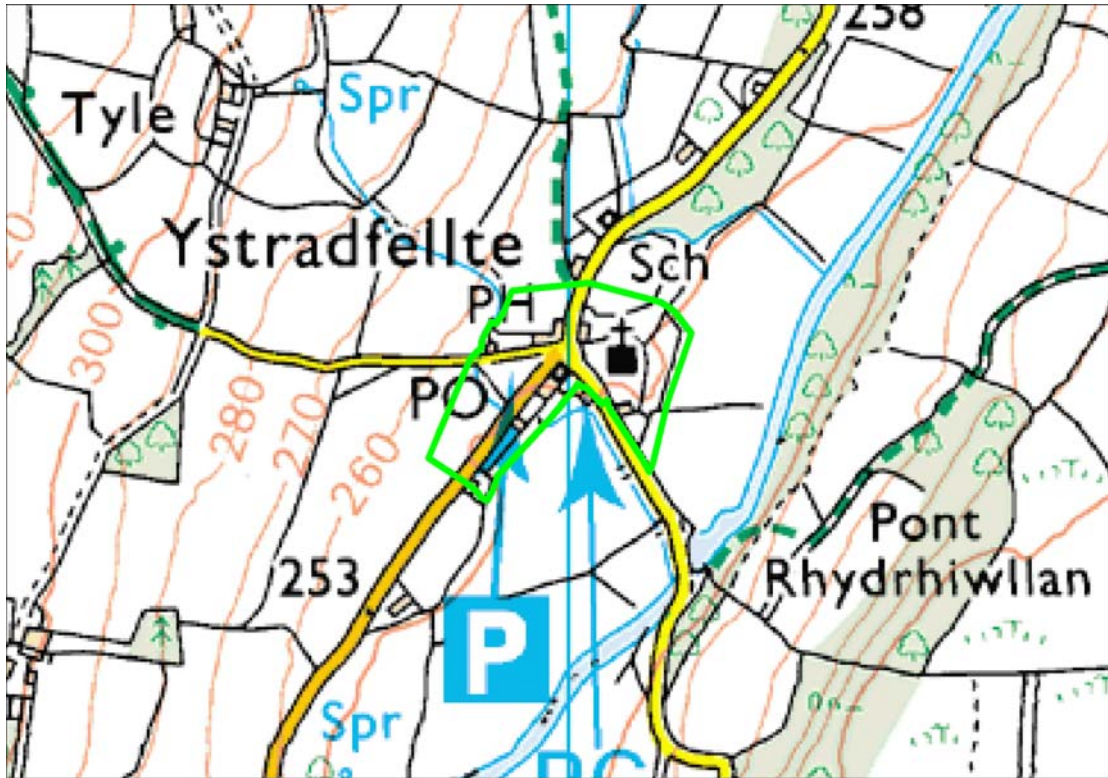 258
Spr
Tyle
Ystradfellte
Sch
PH
300
280
270
260
PO
Pont
Rhydrhiwllan
253
P
Spr